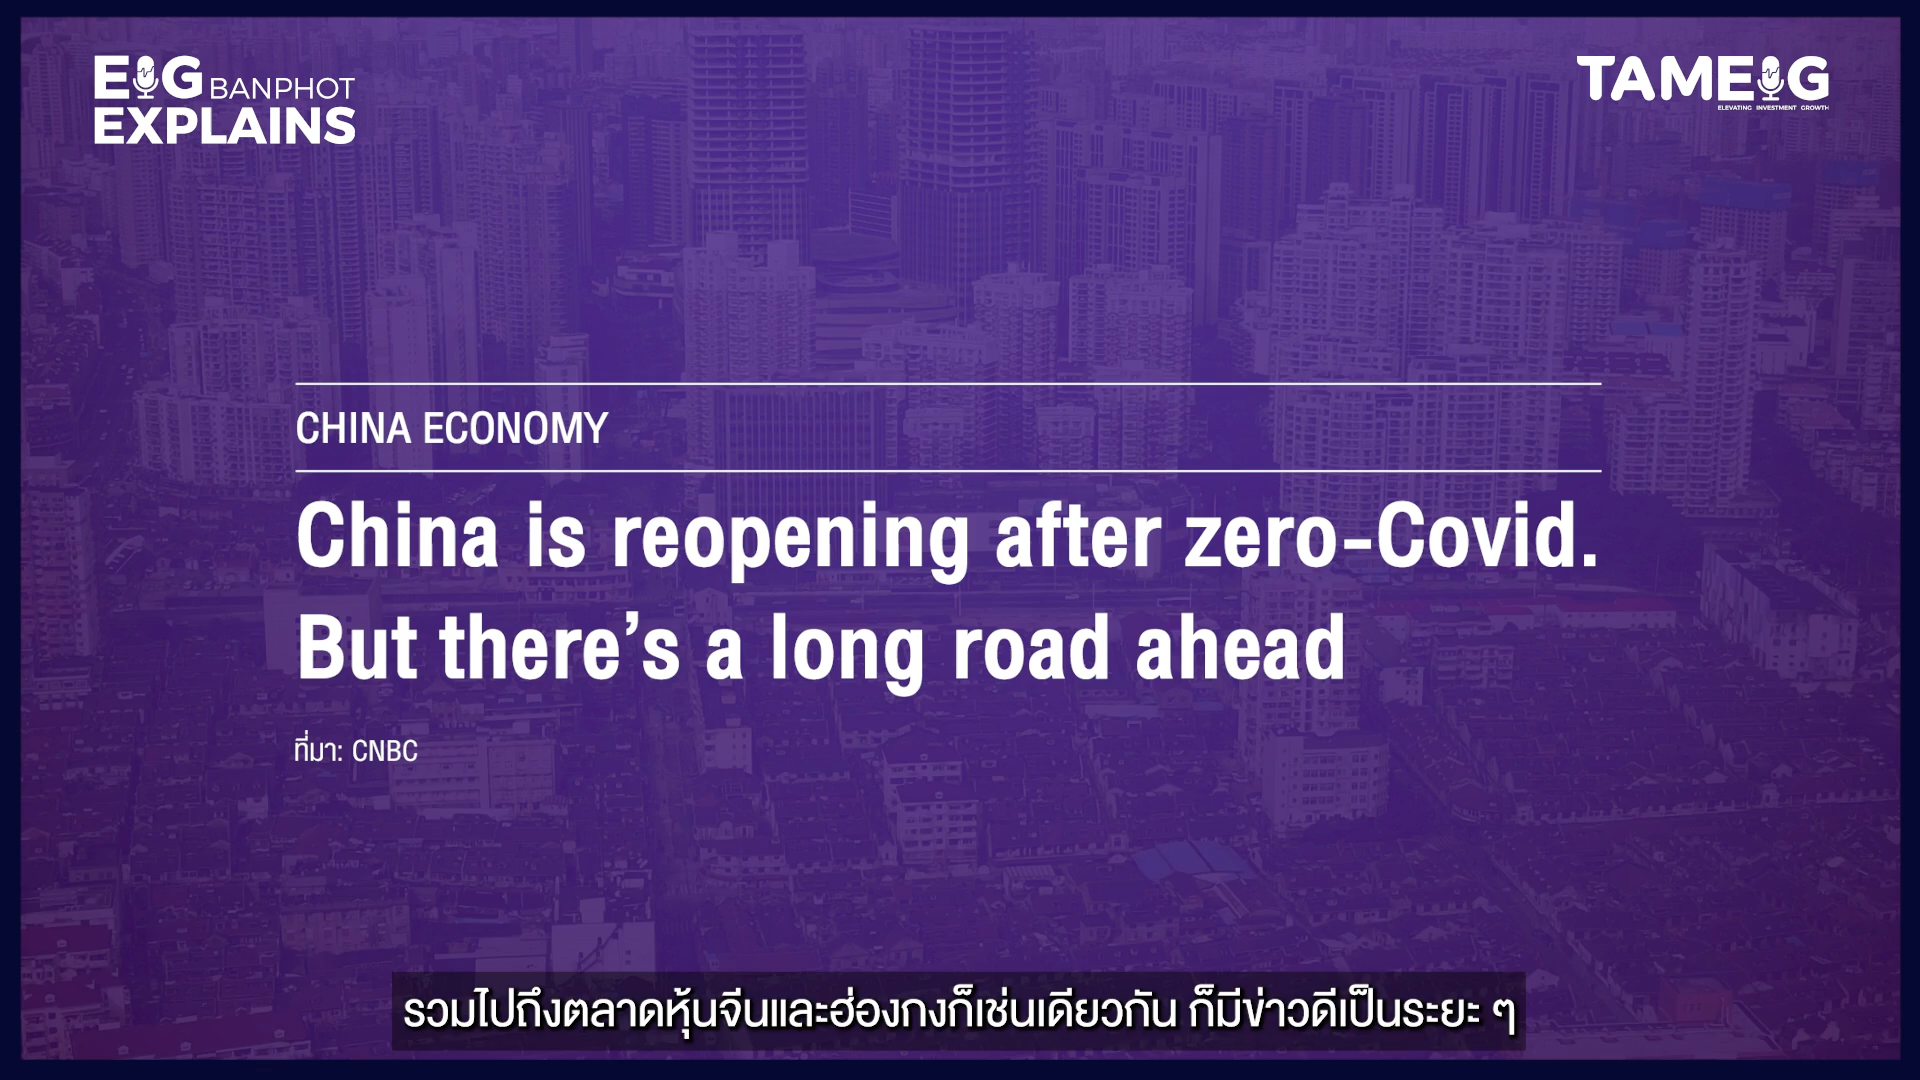 EIG BANPHOT
EXPLAINS
TAMEIG
ELEVATING INVESTMENT GROWTH
CHINA ECONOMY
China is reopening after zero-Covid.
But there’s a long road ahead
ที่มา: CNBC
รวมไปถึงตลาดหุ้นจีนและฮ่องกงก็เช่นเดียวกัน ก็มีข่าวดีเป็นระยะ ๆ